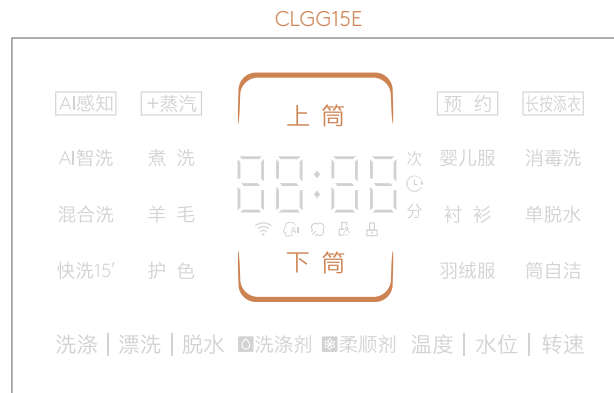 CLGG15E
AI感知 +蒸汽 上筒 预约 长按添衣
AI智洗 煮洗 88:88 次 婴儿服 消毒洗
混合洗 羊毛 分 衬衫 单脱水
AI
快洗15′ 护色 下筒 羽绒服 筒自洁
洗涤 | 漂洗 | 脱水 洗涤剂 柔顺剂 温度 | 水位 | 转速